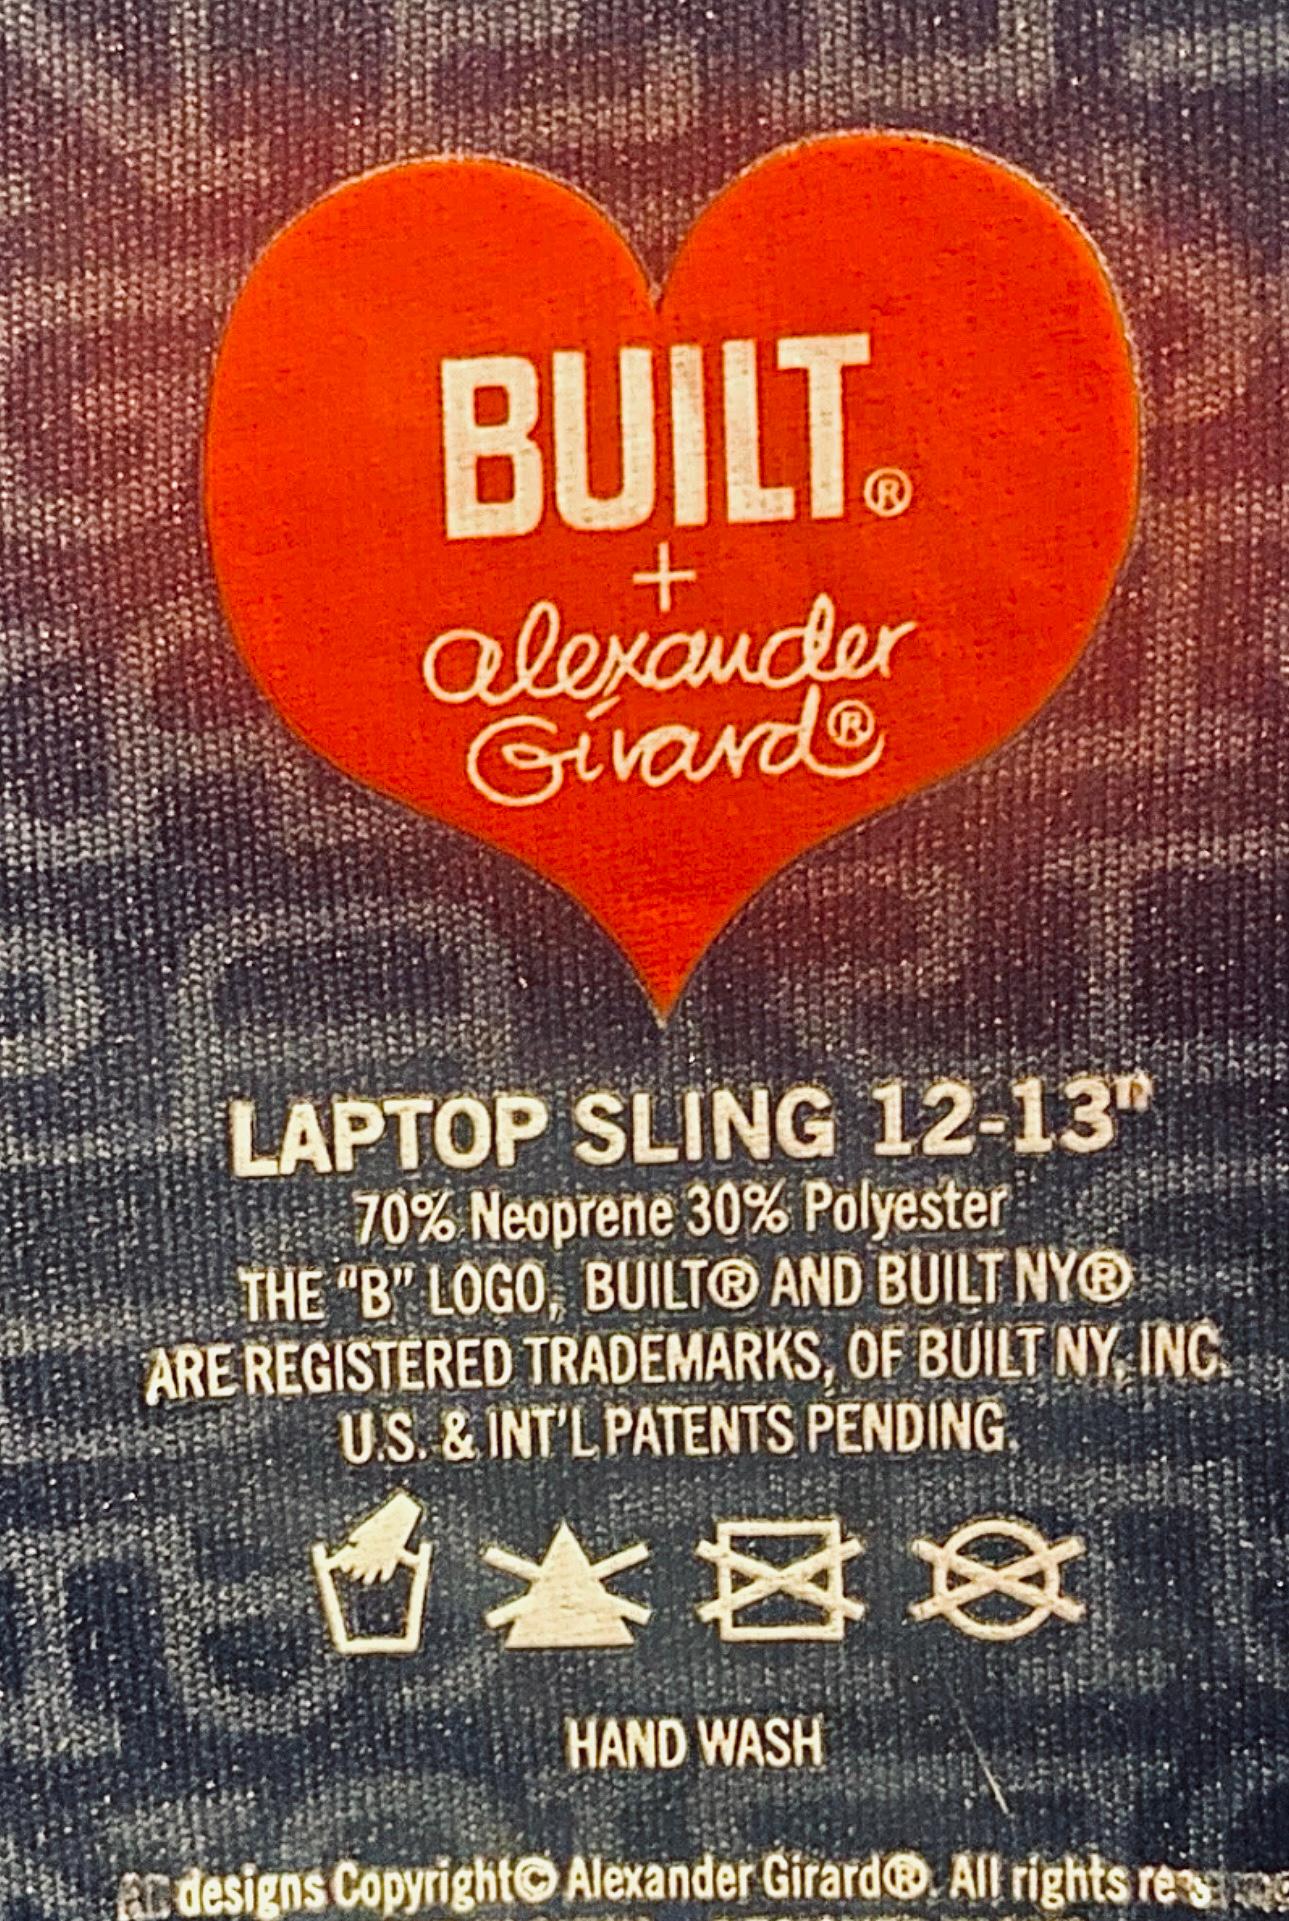 BUILT®
+
alexander
Girard®
LAPTOP SLING 12-13"
70% Neoprene 30% Polyester
THE “B” LOGO, BUILT® AND BUILT NY®
ARE REGISTERED TRADEMARKS, OF BUILT NY, INC.
U.S. & INT'L PATENTS PENDING.
HAND WASH
designs Copyright© Alexander Girard®. All rights